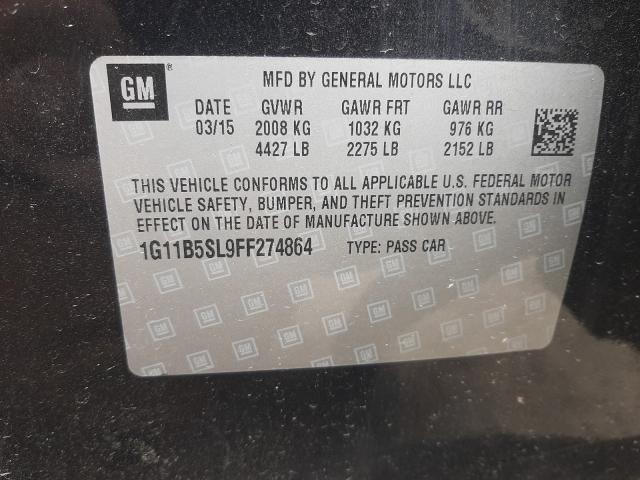 GM ®
MFD BY GENERAL MOTORS LLC
DATE GVWR GAWR FRT GAWR RR
03/15 2008 KG 1032 KG 976 KG
4427 LB 2275 LB 2152 LB
THIS VEHICLE CONFORMS TO ALL APPLICABLE U.S. FEDERAL MOTOR
VEHICLE SAFETY, BUMPER, AND THEFT PREVENTION STANDARDS IN
EFFECT ON THE DATE OF MANUFACTURE SHOWN ABOVE.
1G11B5SL9FF274864 TYPE: PASS CAR